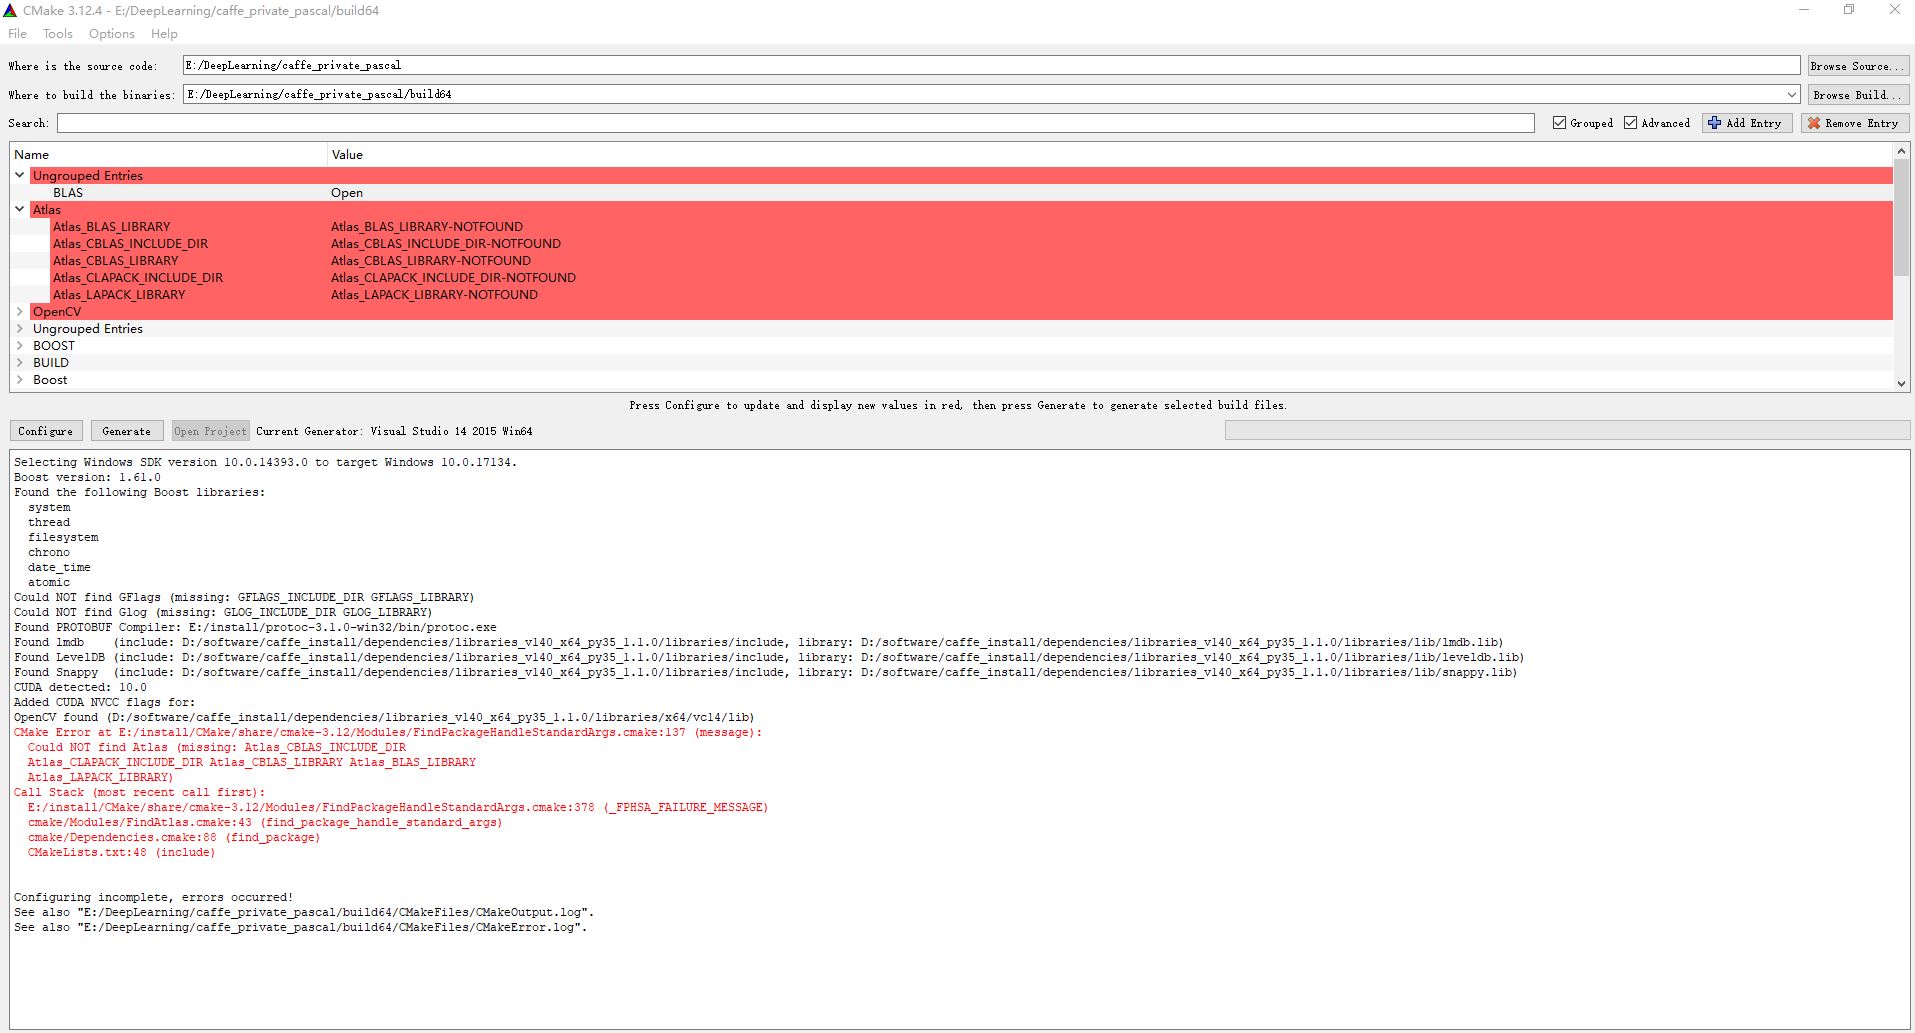 CMake 3.12.4 - E:/DeepLearning/caffe_private_pascal/build64
File Tools Options Help
Where is the source code: E:/DeepLearning/caffe_private_pascal Browse Source...
Where to build the binaries: E:/DeepLearning/caffe_private_pascal/build64 Browse Build...
Search: Grouped Advanced Add Entry Remove Entry
Name Value
Ungrouped Entries
BLAS Open
Atlas
Atlas_BLAS_LIBRARY Atlas_BLAS_LIBRARY-NOTFOUND
Atlas_CBLAS_INCLUDE_DIR Atlas_CBLAS_INCLUDE_DIR-NOTFOUND
Atlas_CBLAS_LIBRARY Atlas_CBLAS_LIBRARY-NOTFOUND
Atlas_CLAPACK_INCLUDE_DIR Atlas_CLAPACK_INCLUDE_DIR-NOTFOUND
Atlas_LAPACK_LIBRARY Atlas_LAPACK_LIBRARY-NOTFOUND
OpenCV
Ungrouped Entries
BOOST
BUILD
Boost
Press Configure to update and display new values in red, then press Generate to generate selected build files.
Configure Generate Open Project Current Generator: Visual Studio 14 2015 Win64
Selecting Windows SDK version 10.0.14393.0 to target Windows 10.0.17134.
Boost version: 1.61.0
Found the following Boost libraries:
system
thread
filesystem
chrono
date_time
atomic
Could NOT find GFlags (missing: GFLAGS_INCLUDE_DIR GFLAGS_LIBRARY)
Could NOT find Glog (missing: GLOG_INCLUDE_DIR GLOG_LIBRARY)
Found PROTOBUF Compiler: E:/install/protoc-3.1.0-win32/bin/protoc.exe
Found lmdb (include: D:/software/caffe_install/dependencies/libraries_v140_x64_py35_1.1.0/libraries/include, library: D:/software/caffe_install/dependencies/libraries_v140_x64_py35_1.1.0/libraries/lib/lmdb.lib)
Found LevelDB (include: D:/software/caffe_install/dependencies/libraries_v140_x64_py35_1.1.0/libraries/include, library: D:/software/caffe_install/dependencies/libraries_v140_x64_py35_1.1.0/libraries/lib/leveldb.lib)
Found Snappy (include: D:/software/caffe_install/dependencies/libraries_v140_x64_py35_1.1.0/libraries/include, library: D:/software/caffe_install/dependencies/libraries_v140_x64_py35_1.1.0/libraries/lib/snappy.lib)
CUDA detected: 10.0
Added CUDA NVCC flags for:
OpenCV found (D:/software/caffe_install/dependencies/libraries_v140_x64_py35_1.1.0/libraries/x64/vc14/lib)
CMake Error at E:/install/CMake/share/cmake-3.12/Modules/FindPackageHandleStandardArgs.cmake:137 (message):
Could NOT find Atlas (missing: Atlas_CBLAS_INCLUDE_DIR
Atlas_CLAPACK_INCLUDE_DIR Atlas_CBLAS_LIBRARY Atlas_BLAS_LIBRARY
Atlas_LAPACK_LIBRARY)
Call Stack (most recent call first):
E:/install/CMake/share/cmake-3.12/Modules/FindPackageHandleStandardArgs.cmake:378 (_FPHSA_FAILURE_MESSAGE)
cmake/Modules/FindAtlas.cmake:43 (find_package_handle_standard_args)
cmake/Dependencies.cmake:88 (find_package)
CMakeLists.txt:48 (include)
Configuring incomplete, errors occurred!
See also "E:/DeepLearning/caffe_private_pascal/build64/CMakeFiles/CMakeOutput.log".
See also "E:/DeepLearning/caffe_private_pascal/build64/CMakeFiles/CMakeError.log".